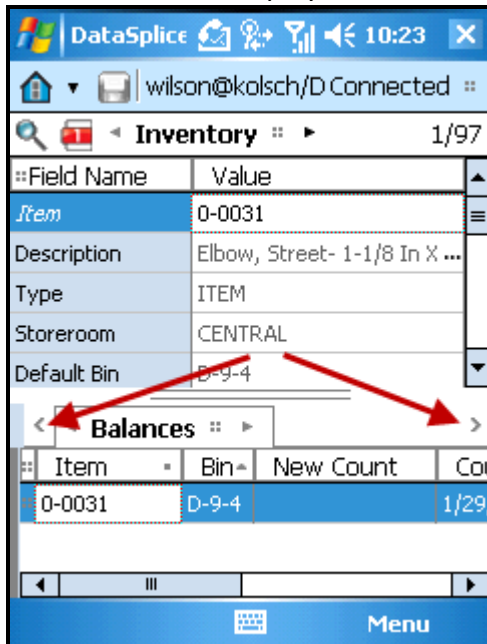 DataSplice 10:23
wilson@kolsch/D Connected
1 Inventory 1/97
Field Name Value
Item 0-0031
Description Elbow, Street- 1-1/8 In X ...
Type ITEM
Storeroom CENTRAL
Default Bin D-9-4
Balances
Item Bin New Count Cou
0-0031 D-9-4 1/29
Menu